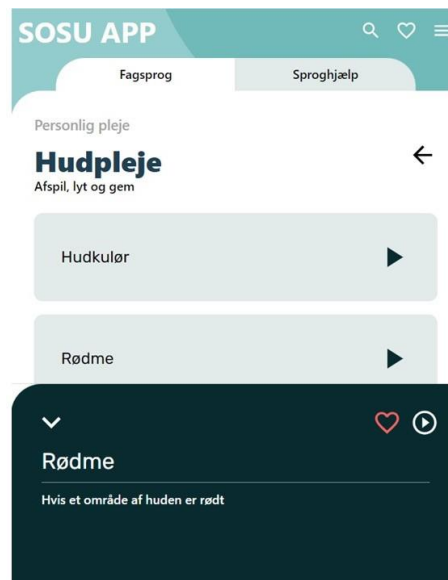 SOSU APP
Fagsprog
Sproghjælp
Personlig pleje
Hudpleje
Afspil, lyt og gem
Hudkulør
Rødme
Rødme
Hvis et område af huden er rødt